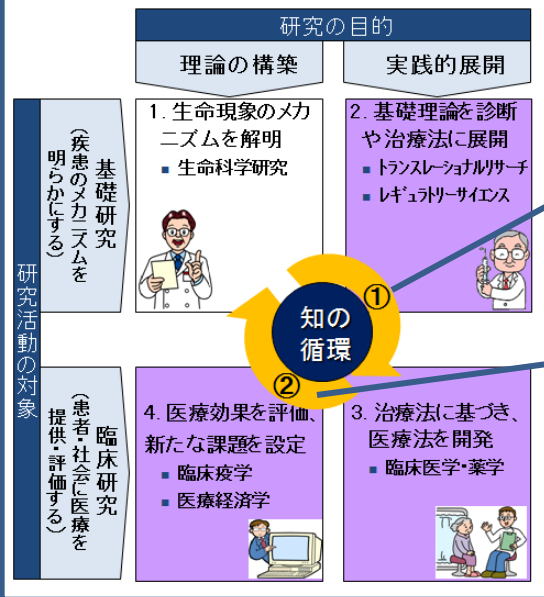 研究の目的
理論の構築
実践的展開
研究活動の対象
基礎研究
(疾患のメカニズムを
明らかにする)
1. 生命現象のメカ
ニズムを解明
▪ 生命科学研究
2. 基礎理論を診断
や治療法に展開
▪ トランスレーショナルリサーチ
▪ レギュラトリーサイエンス
①
知の
循環
②
臨床研究
(患者・社会に医療を
提供・評価する)
4. 医療効果を評価、
新たな課題を設定
▪ 臨床疫学
▪ 医療経済学
3. 治療法に基づき、
医療法を開発
▪ 臨床医学・薬学